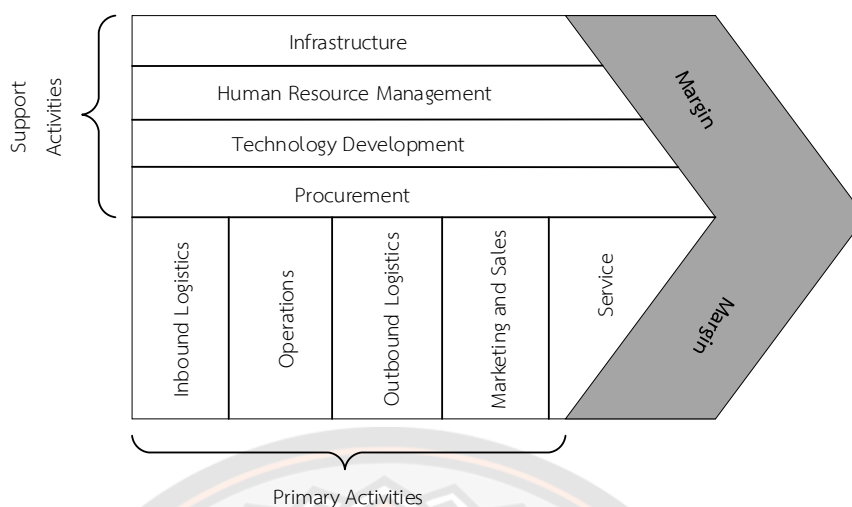 Support
Activities
Infrastructure
Human Resource Management
Technology Development
Procurement
Inbound Logistics
Operations
Outbound Logistics
Marketing and Sales
Service
Margin
Margin
Primary Activities